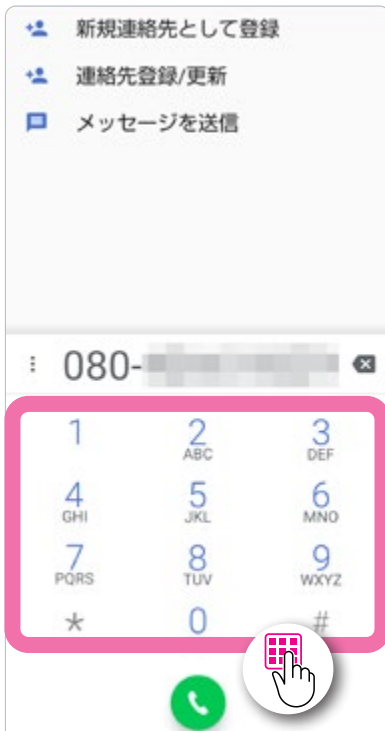 新規連絡先として登録
連絡先登録/更新
メッセージを送信
080-
1 2 3
ABC DEF
4 5 6
GHI JKL MNO
7 8 9
PQRS TUV WXYZ
* 0 #